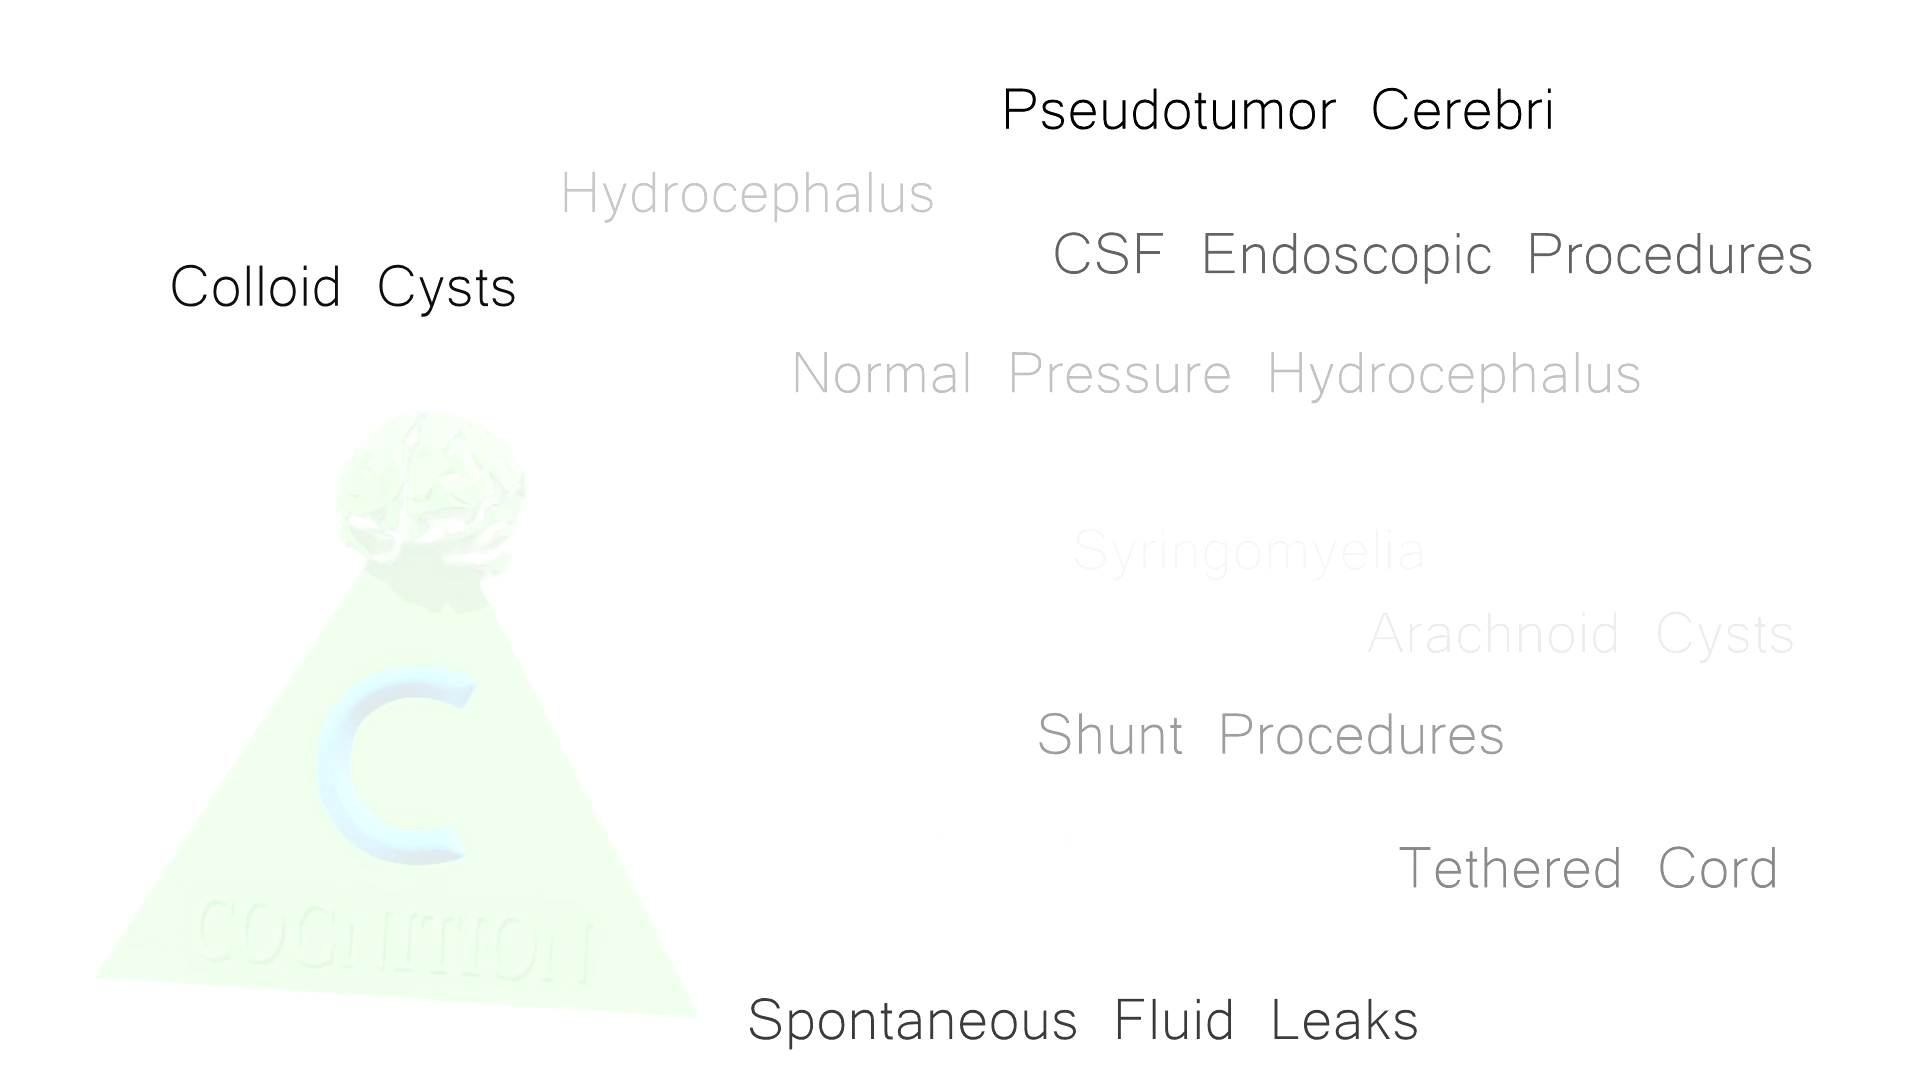 Pseudotumor Cerebri
Hydrocephalus
CSF Endoscopic Procedures
Colloid Cysts
Normal Pressure Hydrocephalus
Syringomyelia
Arachnoid Cysts
C
Shunt Procedures
Tethered Cord
COGNITION
Spontaneous Fluid Leaks